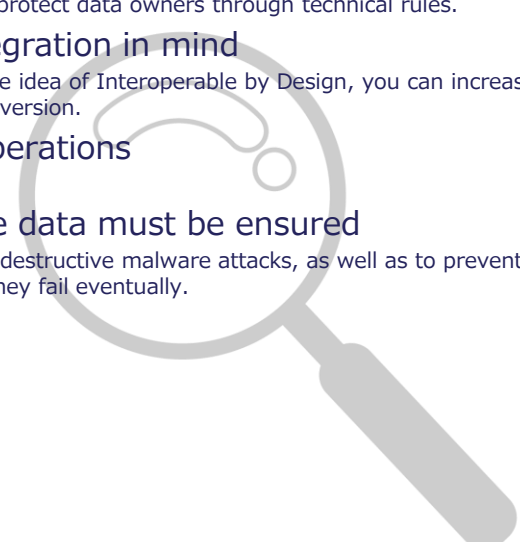 protect data owners through technical rules.
egration in mind
e idea of Interoperable by Design, you can increas
version.
perations
e data must be ensured
destructive malware attacks, as well as to prevent
hey fail eventually.